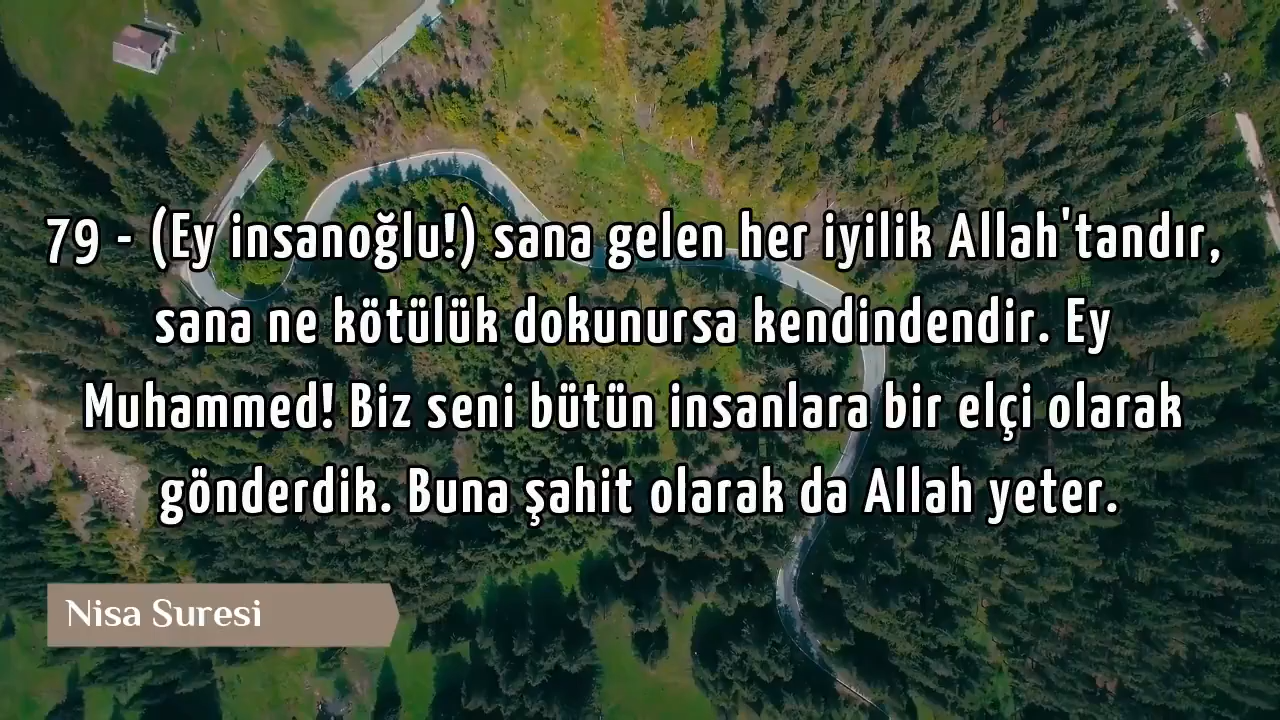 79 - (Ey insanoğlu!) sana gelen her iyilik Allah'tandır,
sana ne kötülük dokunursa kendindendir. Ey
Muhammed! Biz seni bütün insanlara bir elçi olarak
gönderdik. Buna şahit olarak da Allah yeter.
Nisa Suresi